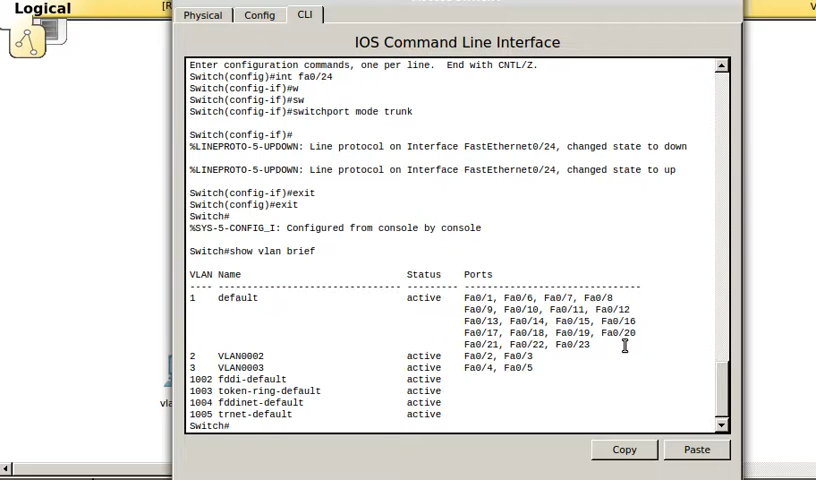 Logical
[R
V
Physical
Config
CLI
IOS Command Line Interface
Enter configuration commands, one per line.  End with CNTL/Z.
Switch(config)#int fa0/24
Switch(config-if)#w
Switch(config-if)#sw
Switch(config-if)#switchport mode trunk
Switch(config-if)#
%LINEPROTO-5-UPDOWN: Line protocol on Interface FastEthernet0/24, changed state to down
%LINEPROTO-5-UPDOWN: Line protocol on Interface FastEthernet0/24, changed state to up
Switch(config-if)#exit
Switch(config)#exit
Switch#
%SYS-5-CONFIG_I: Configured from console by console
Switch#show vlan brief
VLAN Name                             Status    Ports
---- -------------------------------- --------- -------------------------------
1    default                          active    Fa0/1, Fa0/6, Fa0/7, Fa0/8
Fa0/9, Fa0/10, Fa0/11, Fa0/12
Fa0/13, Fa0/14, Fa0/15, Fa0/16
Fa0/17, Fa0/18, Fa0/19, Fa0/20
Fa0/21, Fa0/22, Fa0/23
2    VLAN0002                         active    Fa0/2, Fa0/3
3    VLAN0003                         active    Fa0/4, Fa0/5
1002 fddi-default                     active
1003 token-ring-default               active
1004 fddinet-default                  active
1005 trnet-default                    active
Switch#
vla
Copy
Paste